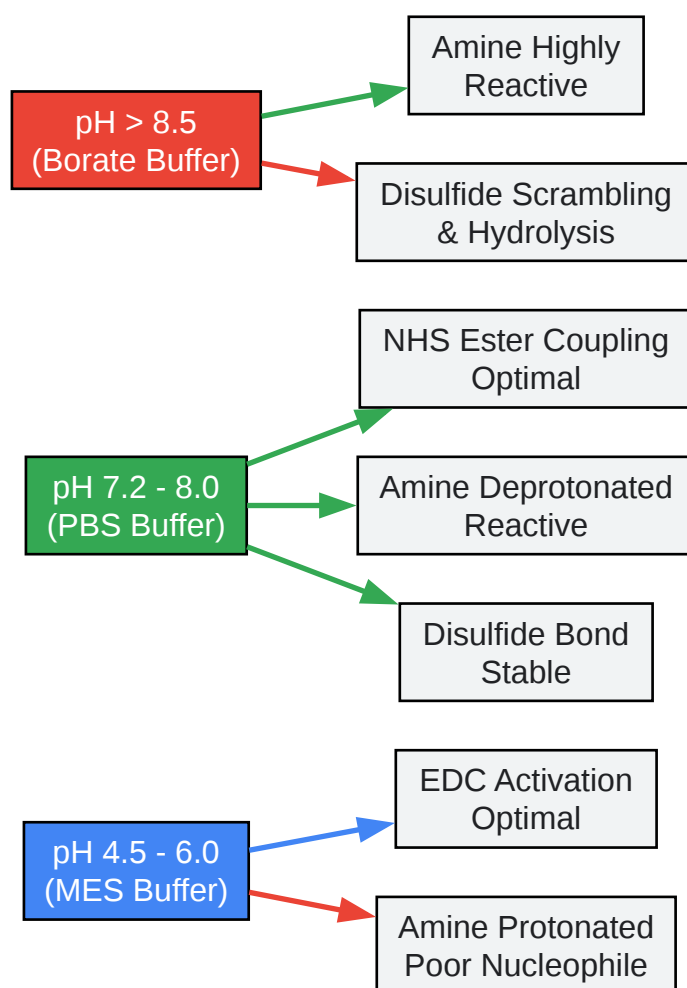 Amine Highly
Reactive
pH > 8.5
(Borate Buffer)
Disulfide Scrambling
& Hydrolysis
NHS Ester Coupling
Optimal
pH 7.2 - 8.0
(PBS Buffer)
Amine Deprotonated
Reactive
Disulfide Bond
Stable
EDC Activation
Optimal
pH 4.5 - 6.0
(MES Buffer)
Amine Protonated
Poor Nucleophile